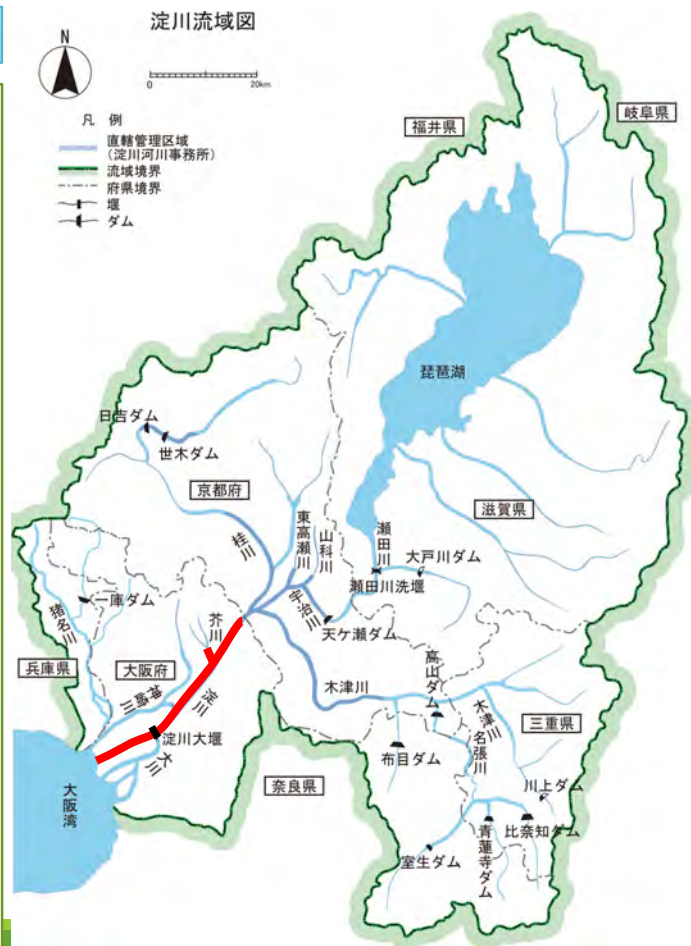 淀川流域図
N
0
20km
凡 例
直轄管理区域
(淀川河川事務所)
流域境界
府県境界
堰
ダム
福井県
岐阜県
琵琶湖
日吉ダム
世木ダム
京都府
滋賀県
桂川
東高瀬川
山科川
瀬田川
大戸川ダム
瀬田川洗堰
宇治川
天ケ瀬ダム
一庫ダム
猪名川
芥川
兵庫県
大阪府
神崎川
淀川
木津川
高山ダム
木津川
三重県
淀川大堰
大川
布目ダム
名張川
大阪湾
奈良県
川上ダム
青蓮寺ダム
比奈知ダム
室生ダム